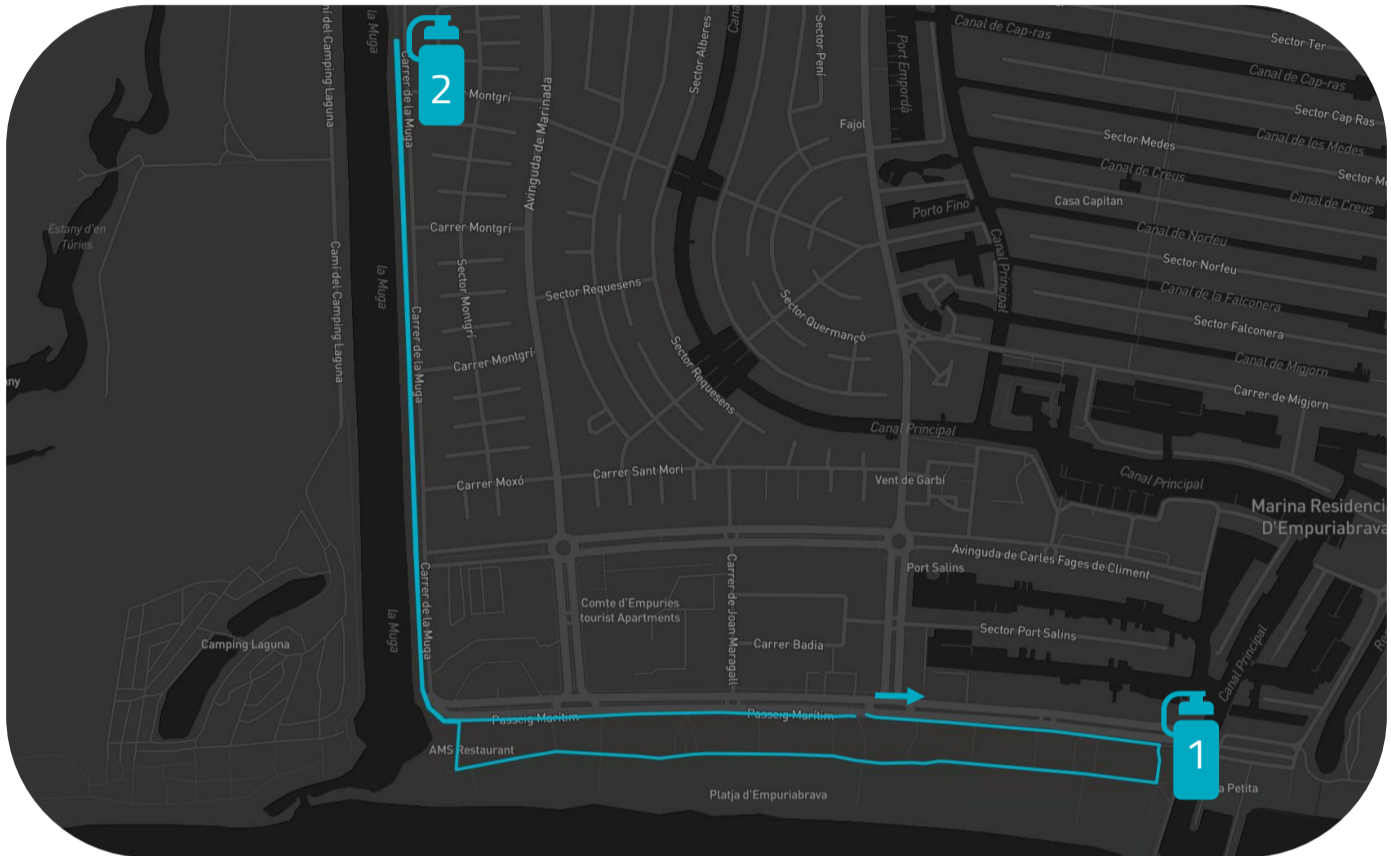 la Muga
Camí del Camping Laguna
Carrer de la Muga
2
Montgrí
Avinguda de Marinada
Sector Alberes
Sector Pení
Port Empordà
Fajol
Canal de Cap-ras
Sector Ter
Canal de Cap-ras
Sector Cap Ras
Canal de les Medes
Sector Medes
Canal de Creus
Canal de Creus
Casa Capitan
Porto Fino
Canal de Norfeu
Sector Norfeu
Canal Principal
Canal de la Falconera
Sector Falconera
Canal de Migjorn
Carrer de Migjorn
Estany d'en
Túries
Camí del Camping Laguna
la Muga
Carrer Montgrí
Sector Montgrí
Sector Requesens
Sector Quermançó
Carrer de la Muga
Carrer Montgrí
Sector Requesens
Canal Principal
Carrer Moxó
Carrer Sant Mori
Vent de Garbí
Canal Principal
Marina Residenci
D'Empuriabrava
Avinguda de Carles Fages de Climent
Port Salins
Carrer de la Muga
la Muga
Comte d'Empuries
tourist Apartments
Carrer de Joan Maragall
Carrer Badia
Sector Port Salins
Canal Principal
Camping Laguna
Passeig Marítim
Passeig Marítim
1
AMS Restaurant
Platja d'Empuriabrava
a Petita